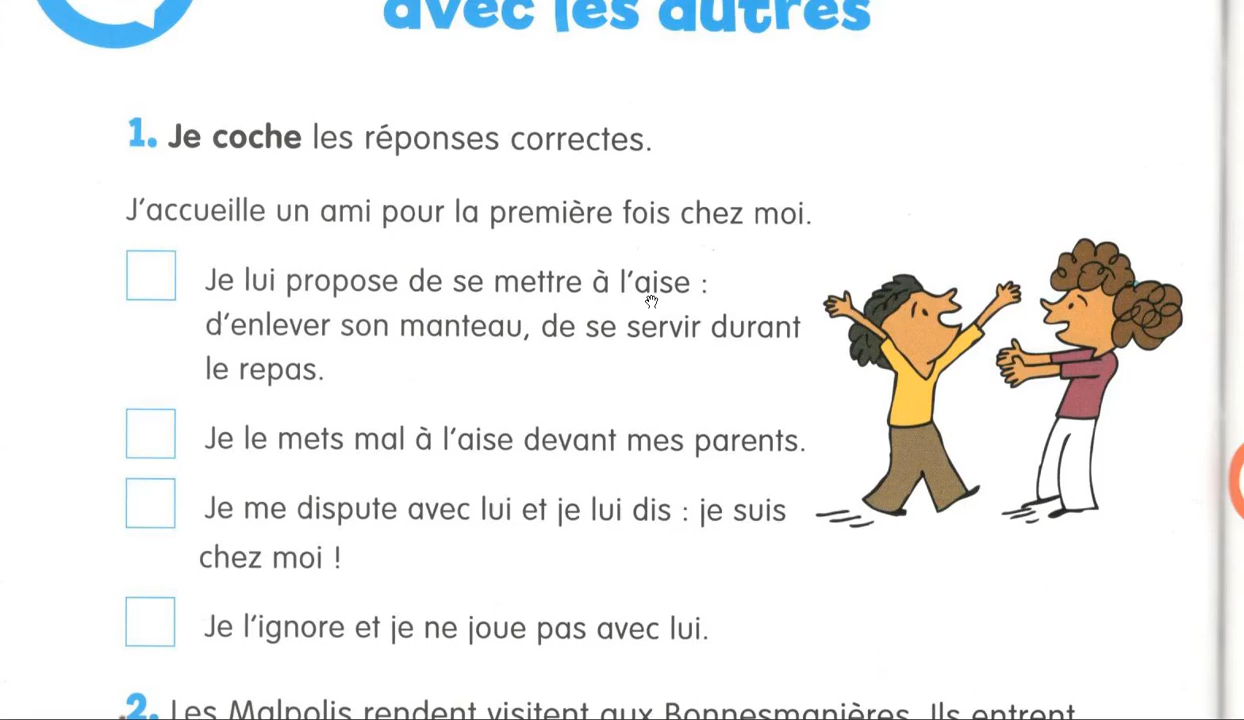 avec les autres
1. Je coche les réponses correctes.
J'accueille un ami pour la première fois chez moi.
Je lui propose de se mettre à l'aise :
d'enlever son manteau, de se servir durant
le repas.
Je le mets mal à l'aise devant mes parents.
Je me dispute avec lui et je lui dis : je suis
chez moi !
Je l'ignore et je ne joue pas avec lui.
2. Les Malpolis rendent visitent aux Bonnesmanières. Ils entrent